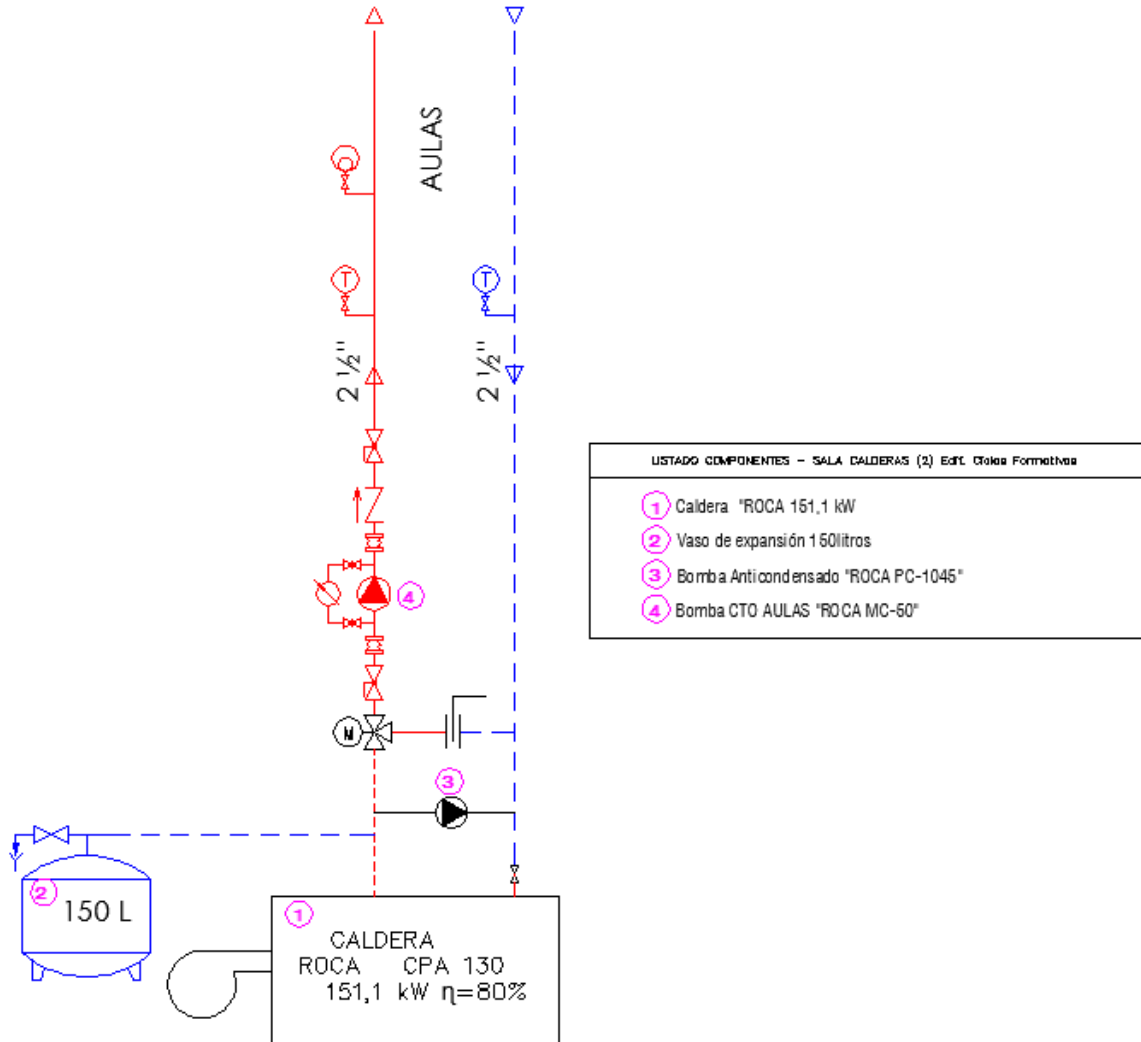 AULAS
T
T
2 ½"
2 ½"
4
M
3
2
150 L
1
CALDERA
ROCA CPA 130
151,1 kW η=80%
LISTADO COMPONENTES - SALA CALDERAS (2) Edif. Ciclos Formativos
1 Caldera "ROCA 151,1 kW
2 Vaso de expansión 150litros
3 Bomba Anticondensado "ROCA PC-1045"
4 Bomba CTO AULAS "ROCA MC-50"